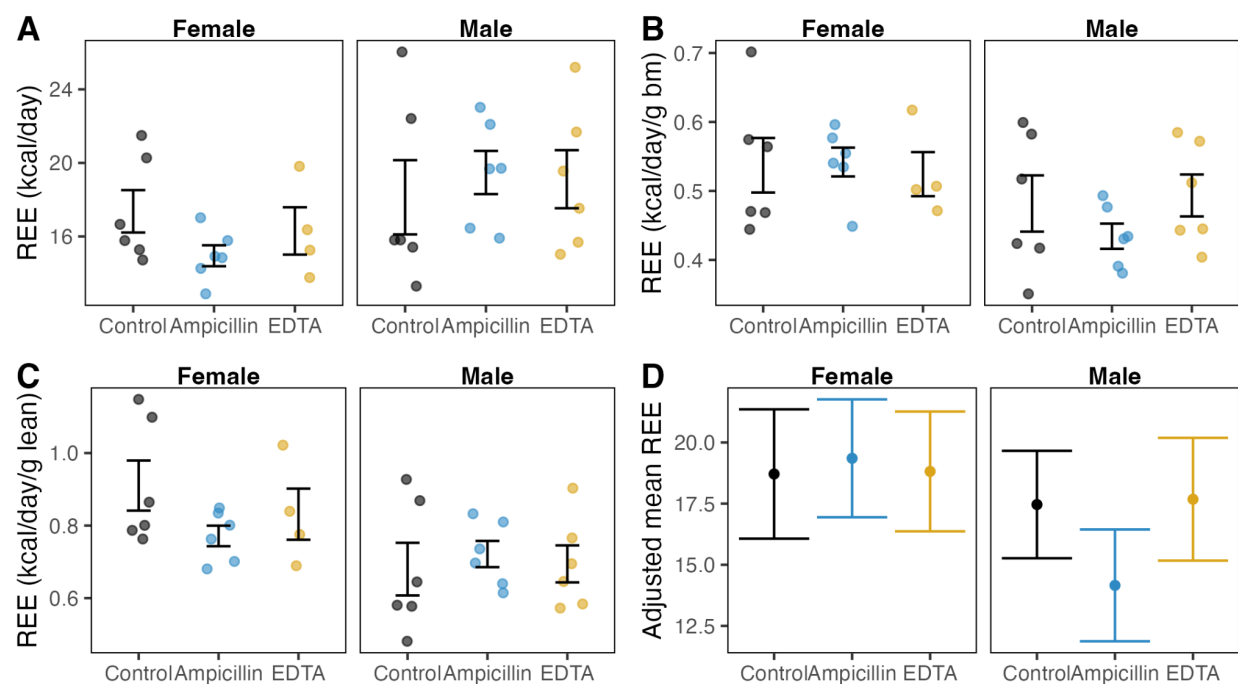 A
Female
Male
REE (kcal/day)
24
20
16
Control Ampicillin EDTA
Control Ampicillin EDTA
B
Female
Male
REE (kcal/day/g bm)
0.7
0.6
0.5
0.4
Control Ampicillin EDTA
Control Ampicillin EDTA
C
Female
Male
REE (kcal/day/g lean)
1.0
0.8
0.6
Control Ampicillin EDTA
Control Ampicillin EDTA
D
Female
Male
Adjusted mean REE
20.0
17.5
15.0
12.5
Control Ampicillin EDTA
Control Ampicillin EDTA